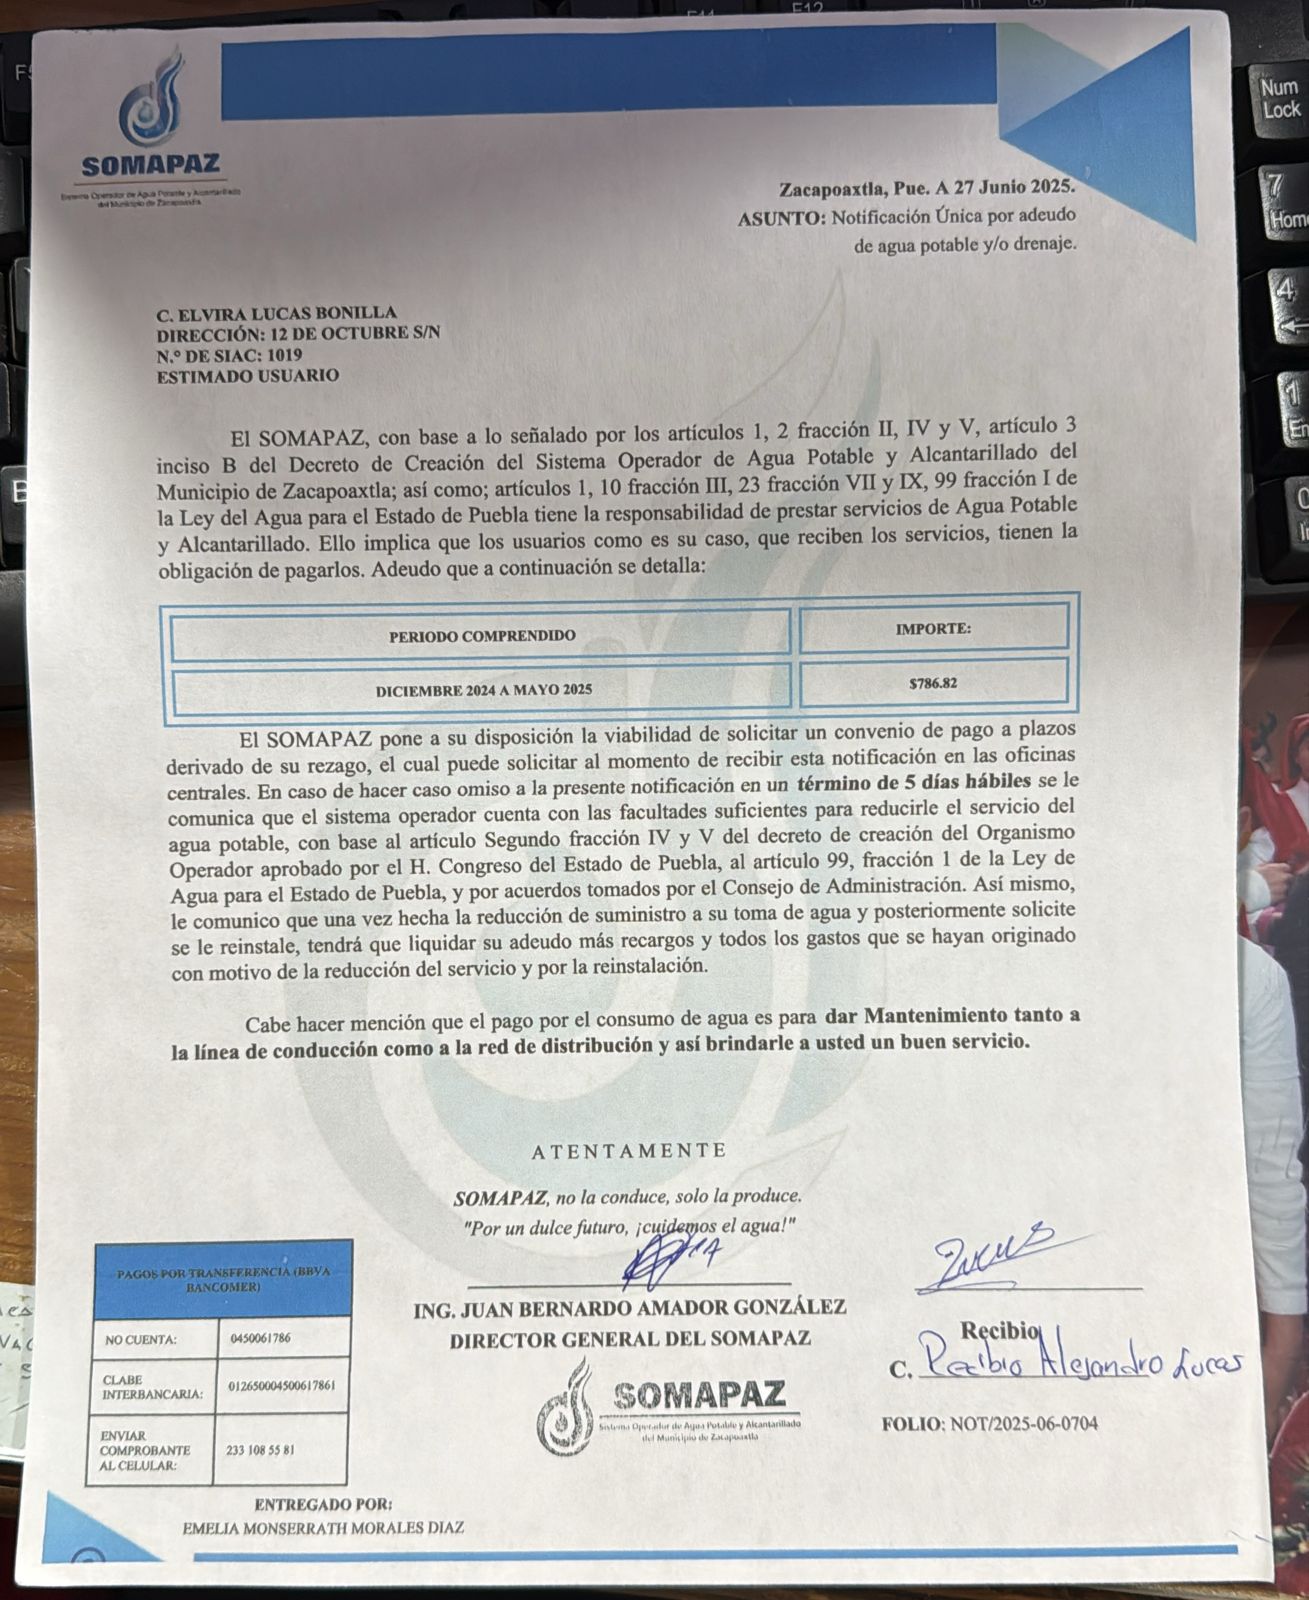 SOMAPAZ
Sistema Operador de Agua Potable y Alcantarillado
del Municipio de Zacapoaxtla.
Zacapoaxtla, Pue. A 27 Junio 2025.
ASUNTO: Notificación Única por adeudo
de agua potable y/o drenaje.
C. ELVIRA LUCAS BONILLA
DIRECCIÓN: 12 DE OCTUBRE S/N
N.º DE SIAC: 1019
ESTIMADO USUARIO
El SOMAPAZ, con base a lo señalado por los artículos 1, 2 fracción II, IV y V, artículo 3
inciso B del Decreto de Creación del Sistema Operador de Agua Potable y Alcantarillado del
Municipio de Zacapoaxtla; así como; artículos 1, 10 fracción III, 23 fracción VII y IX, 99 fracción I de
la Ley del Agua para el Estado de Puebla tiene la responsabilidad de prestar servicios de Agua Potable
y Alcantarillado. Ello implica que los usuarios como es su caso, que reciben los servicios, tienen la
obligación de pagarlos. Adeudo que a continuación se detalla:
PERIODO COMPRENDIDO
IMPORTE:
DICIEMBRE 2024 A MAYO 2025
$786.82
El SOMAPAZ pone a su disposición la viabilidad de solicitar un convenio de pago a plazos
derivado de su rezago, el cual puede solicitar al momento de recibir esta notificación en las oficinas
centrales. En caso de hacer caso omiso a la presente notificación en un término de 5 días hábiles se le
comunica que el sistema operador cuenta con las facultades suficientes para reducirle el servicio del
agua potable, con base al artículo Segundo fracción IV y V del decreto de creación del Organismo
Operador aprobado por el H. Congreso del Estado de Puebla, al artículo 99, fracción 1 de la Ley de
Agua para el Estado de Puebla, y por acuerdos tomados por el Consejo de Administración. Así mismo,
le comunico que una vez hecha la reducción de suministro a su toma de agua y posteriormente solicite
se le reinstale, tendrá que liquidar su adeudo más recargos y todos los gastos que se hayan originado
con motivo de la reducción del servicio y por la reinstalación.
Cabe hacer mención que el pago por el consumo de agua es para dar Mantenimiento tanto a
la línea de conducción como a la red de distribución y así brindarle a usted un buen servicio.
ATENTAMENTE
SOMAPAZ, no la conduce, solo la produce.
"Por un dulce futuro, ¡cuidemos el agua!"
ING. JUAN BERNARDO AMADOR GONZÁLEZ
DIRECTOR GENERAL DEL SOMAPAZ
SOMAPAZ
Sistema Operador de Agua Potable y Alcantarillado
del Municipio de Zacapoaxtla
Recibio
C. Recibio Alejandro Lucas
FOLIO: NOT/2025-06-0704
PAGOS POR TRANSFERENCIA (BBVA
BANCOMER)
NO CUENTA:
0450061786
CLABE
INTERBANCARIA:
012650004500617861
ENVIAR
COMPROBANTE
AL CELULAR:
233 108 55 81
ENTREGADO POR:
EMELIA MONSERRATH MORALES DIAZ
F11
F12
Num
Lock
7
Home
4
1